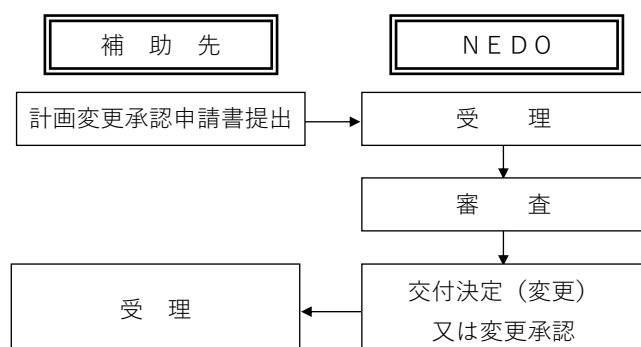 補　助　先
ＮＥＤＯ
計画変更承認申請書提出
受　　理
審　　査
交付決定（変更）
又は変更承認
受　理